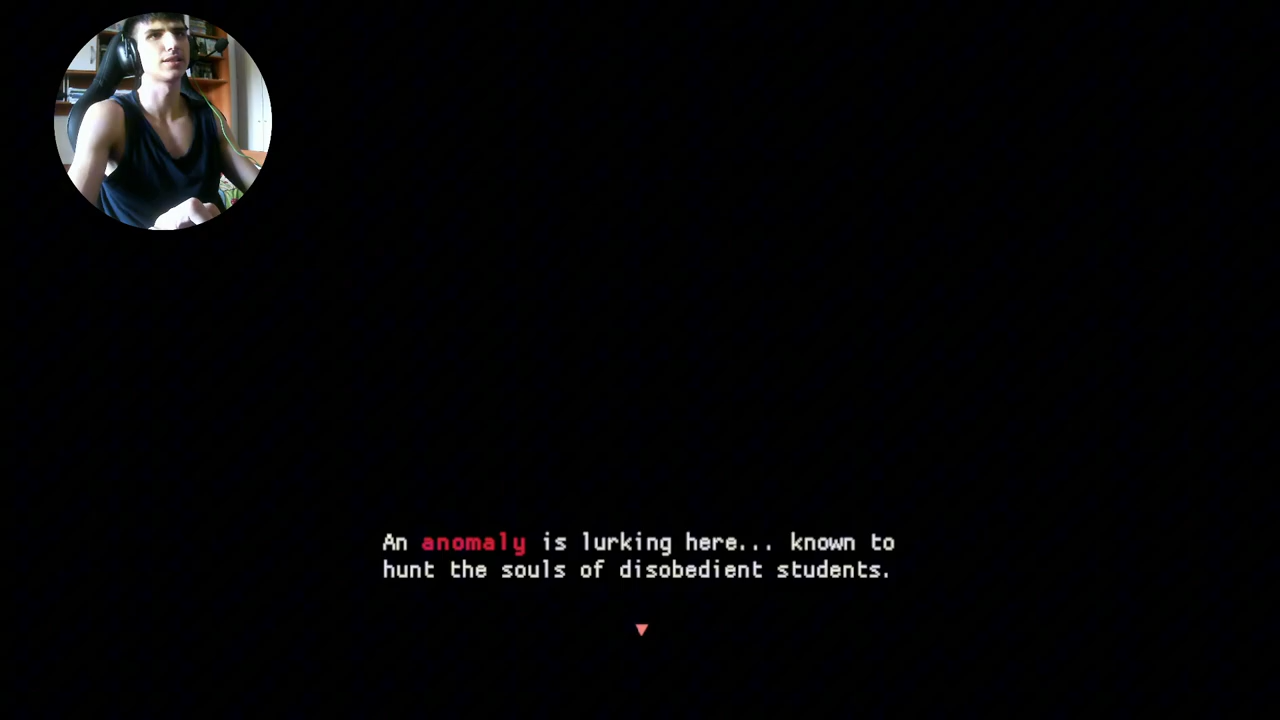 An anomaly is lurking here... known to
hunt the souls of disobedient students.